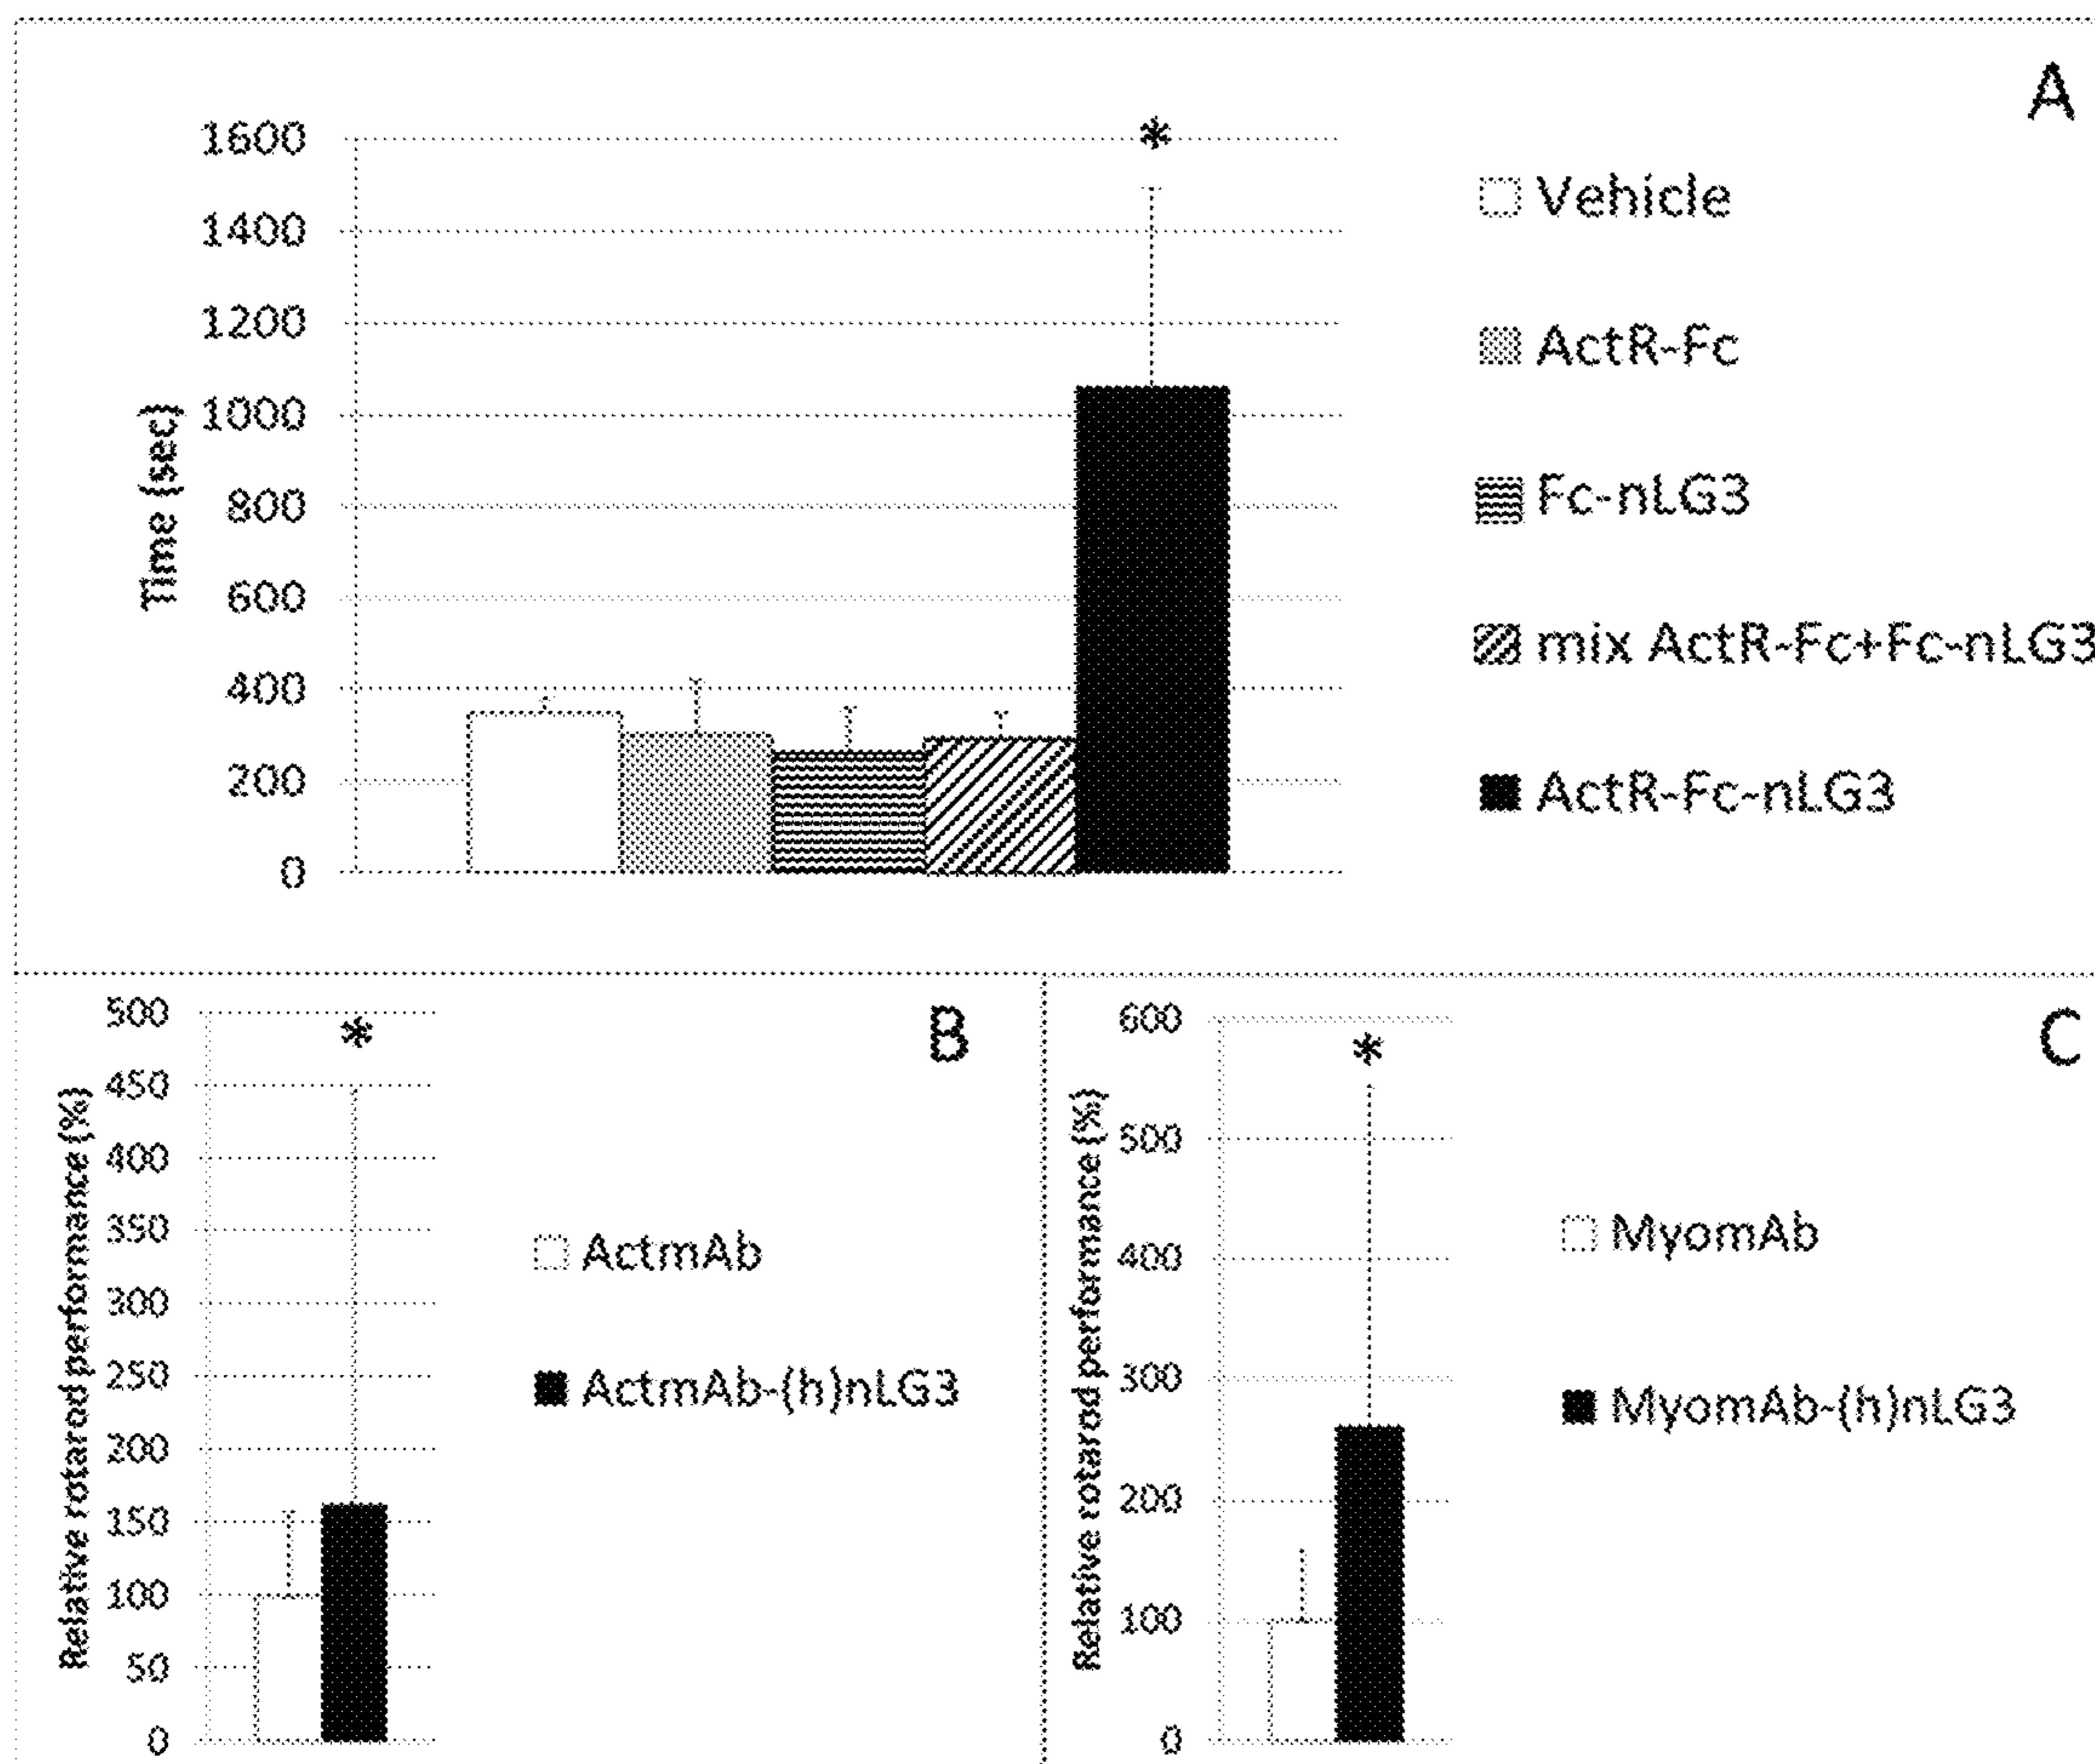 A
*
1600
1400
1200
1000
800
600
400
200
0
Time (sec)
Vehicle
ActR-Fc
Fc-nLG3
mix ActR-Fc+Fc-nLG3
ActR-Fc-nLG3
B
*
500
450
400
350
300
250
200
150
100
50
0
Relative rotarod performance (%)
ActmAb
ActmAb-(h)nLG3
C
*
600
500
400
300
200
100
0
Relative rotarod performance (%)
MyomAb
MyomAb-(h)nLG3